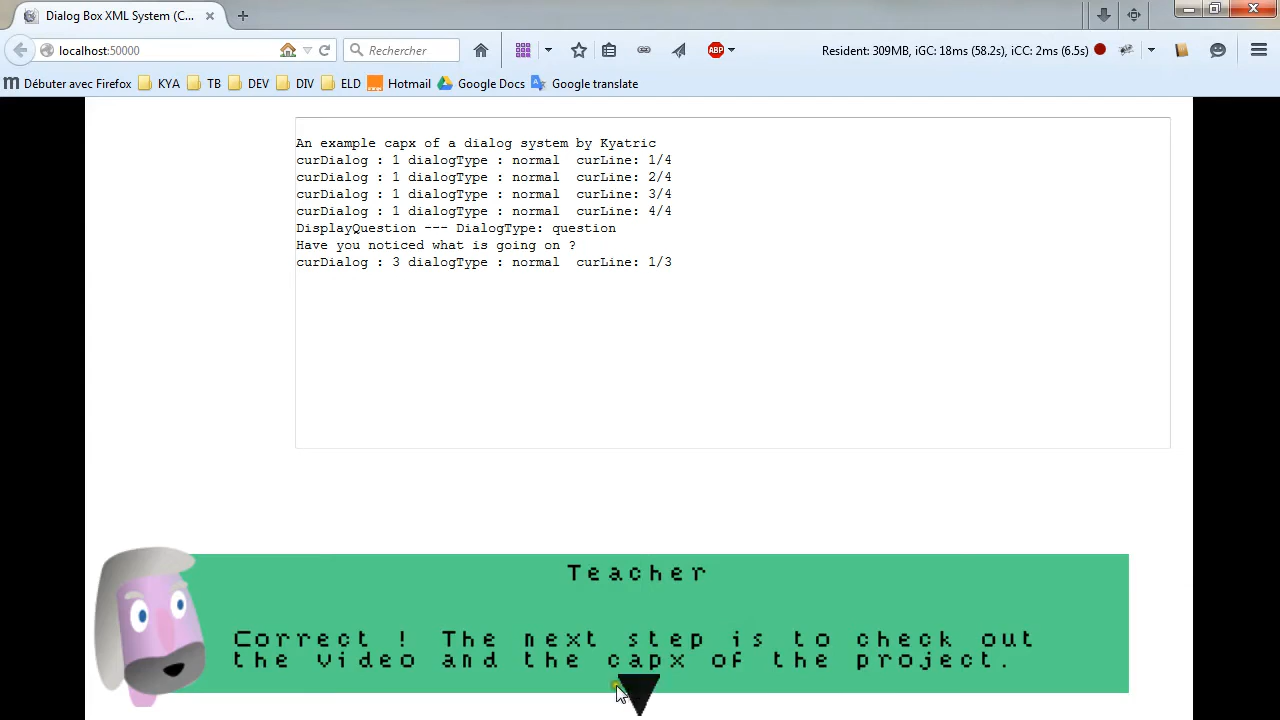 Dialog Box XML System (C...
localhost:50000
Rechercher
ABP
Resident: 309MB, iGC: 18ms (58.2s), iCC: 2ms (6.5s)
Débuter avec Firefox KYA TB DEV DIV ELD Hotmail Google Docs Google translate
An example capx of a dialog system by Kyatric
curDialog : 1 dialogType : normal  curLine: 1/4
curDialog : 1 dialogType : normal  curLine: 2/4
curDialog : 1 dialogType : normal  curLine: 3/4
curDialog : 1 dialogType : normal  curLine: 4/4
DisplayQuestion --- DialogType: question
Have you noticed what is going on ?
curDialog : 3 dialogType : normal  curLine: 1/3
Teacher
Correct ! The next step is to check out
the video and the capx of the project.